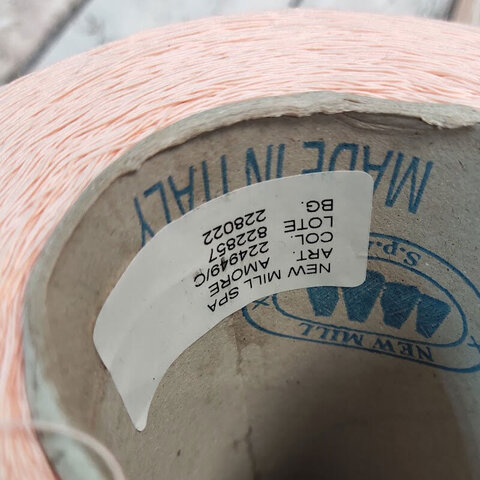 MADE IN ITALY
S.p.A.
NEW MILL
NEW MILL SPA
ART. AMORE
COL. 224949/C
LOTE 822857
BG. 228022